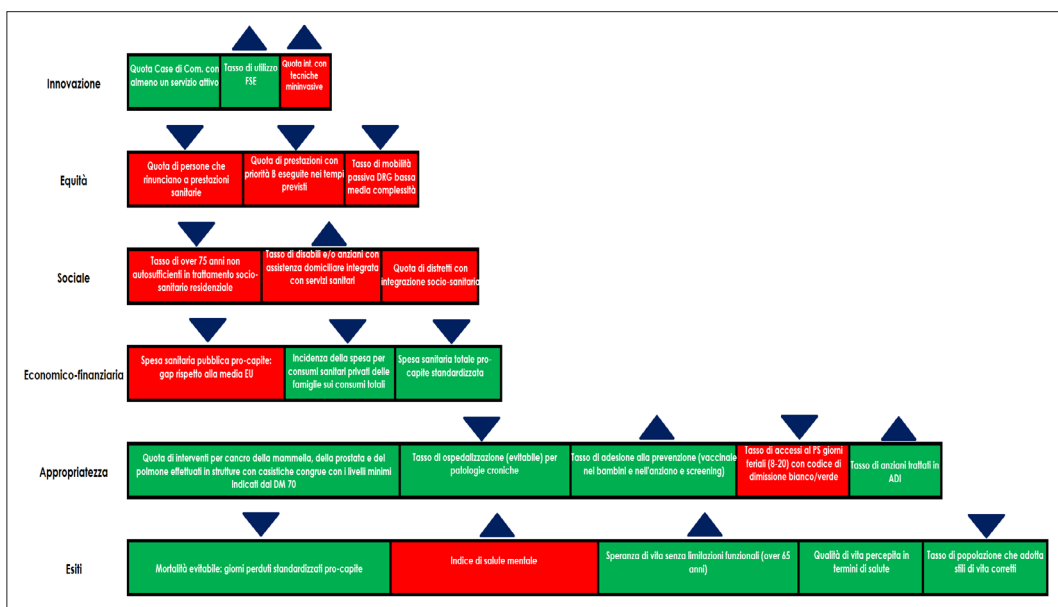 Innovazione
Quota Case di Com. con
almeno un servizio attivo
Tasso di utilizzo
FSE
Quota int. con
tecniche
mininvasive
Equità
Quota di persone che
rinunciano a prestazioni
sanitarie
Quota di prestazioni con
priorità B eseguite nei tempi
previsti
Tasso di mobilità
passiva DRG bassa
media complessità
Sociale
Tasso di over 75 anni non
autosufficienti in trattamento socio-
sanitario residenziale
Tasso di disabili e/o anziani con
assistenza domiciliare integrata
con servizi sanitari
Quota di distretti con
integrazione socio-sanitaria
Economico-finanziaria
Spesa sanitaria pubblica pro-capite:
gap rispetto alla media EU
Incidenza della spesa per
consumi sanitari privati delle
famiglie sui consumi totali
Spesa sanitaria totale pro-
capite standardizzata
Appropriatezza
Quota di interventi per cancro della mammella, della prostata e del
polmone effettuati in strutture con casistiche congrue con i livelli minimi
indicati dal DM 70
Tasso di ospedalizzazione (evitabile) per
patologie croniche
Tasso di adesione alla prevenzione (vaccinale
nei bambini e nell'anziano e screening)
Tasso di accessi al PS giorni
feriali (8-20) con codice di
dimissione bianco/verde
Tasso di anziani trattati in
ADI
Esiti
Mortalità evitabile: giorni perduti standardizzati pro-capite
Indice di salute mentale
Speranza di vita senza limitazioni funzionali (over 65
anni)
Qualità di vita percepita in
termini di salute
Tasso di popolazione che adotta
stili di vita corretti